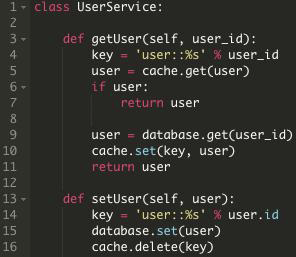 1 class UserService:
2
3 def getUser(self, user_id):
4 key = 'user::%s' % user_id
5 user = cache.get(user)
6 if user:
7 return user
8
9 user = database.get(user_id)
10 cache.set(key, user)
11 return user
12
13 def setUser(self, user):
14 key = 'user::%s' % user.id
15 database.set(user)
16 cache.delete(key)